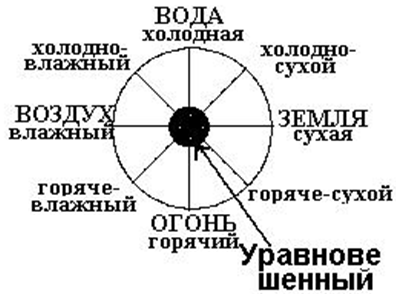 ВОДА
холодная
холодно-
влажный
холодно-
сухой
ВОЗДУХ
влажный
ЗЕМЛЯ
сухая
горяче-
влажный
горяче-сухой
ОГОНЬ
горячий
Уравнове
шенный